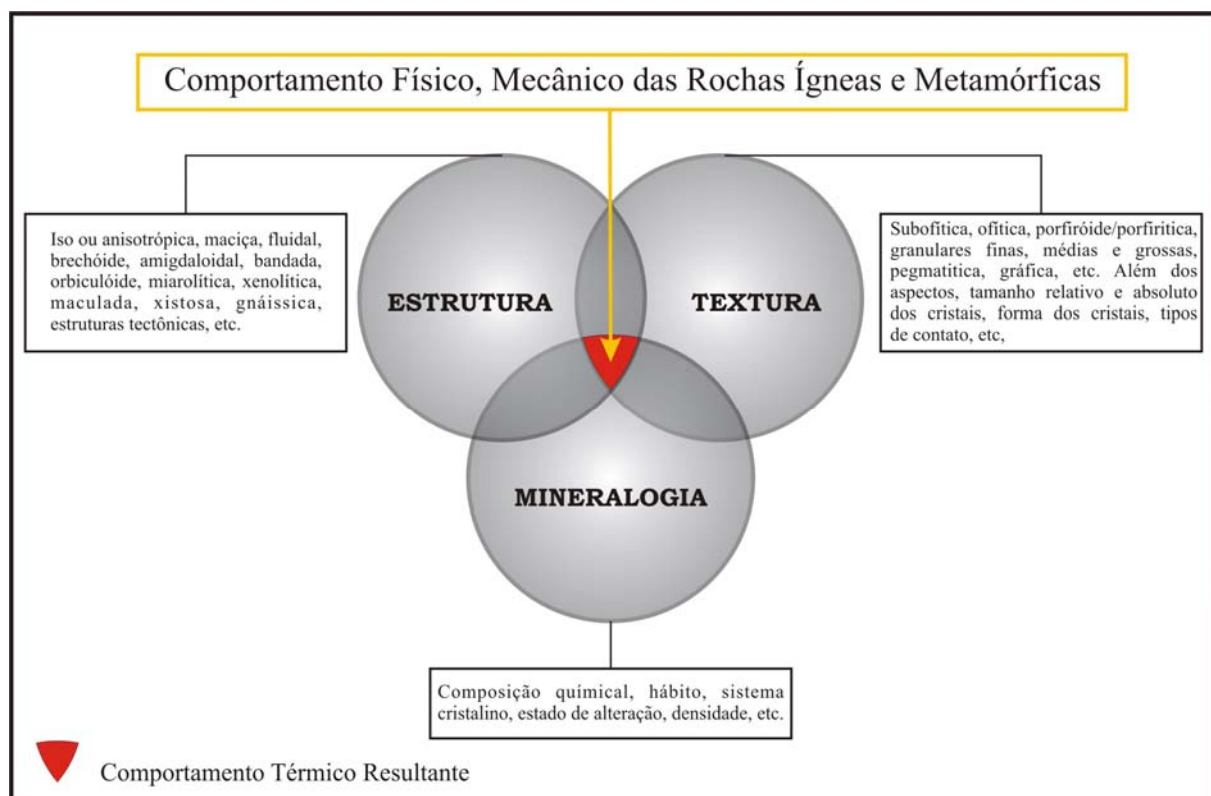 Comportamento Físico, Mecânico das Rochas Ígneas e Metamórficas
Iso ou anisotrópica, maciça, fluidal,
brechóide, amigdaloidal, bandada,
orbiculóide, miarolítica, xenolítica,
maculada, xistosa, gnáissica,
estruturas tectônicas, etc.
Subofítica, ofítica, porfiróide/porfiritica,
granulares finas, médias e grossas,
pegmatitica, gráfica, etc. Além dos
aspectos, tamanho relativo e absoluto
dos cristais, forma dos cristais, tipos
de contato, etc,
ESTRUTURA
TEXTURA
MINERALOGIA
Composição químical, hábito, sistema
cristalino, estado de alteração, densidade, etc.
Comportamento Térmico Resultante